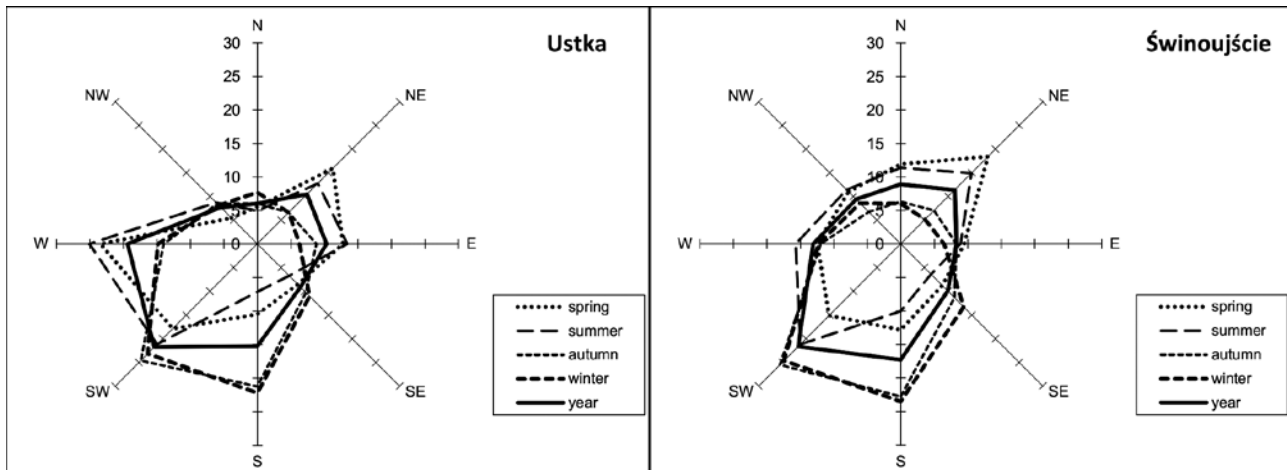 Ustka
N
30
25
20
15
10
5
0
NW
NE
W
E
SW
SE
S
spring
summer
autumn
winter
year
Świnoujście
N
30
25
20
15
10
5
0
NW
NE
W
E
SW
SE
S
spring
summer
autumn
winter
year